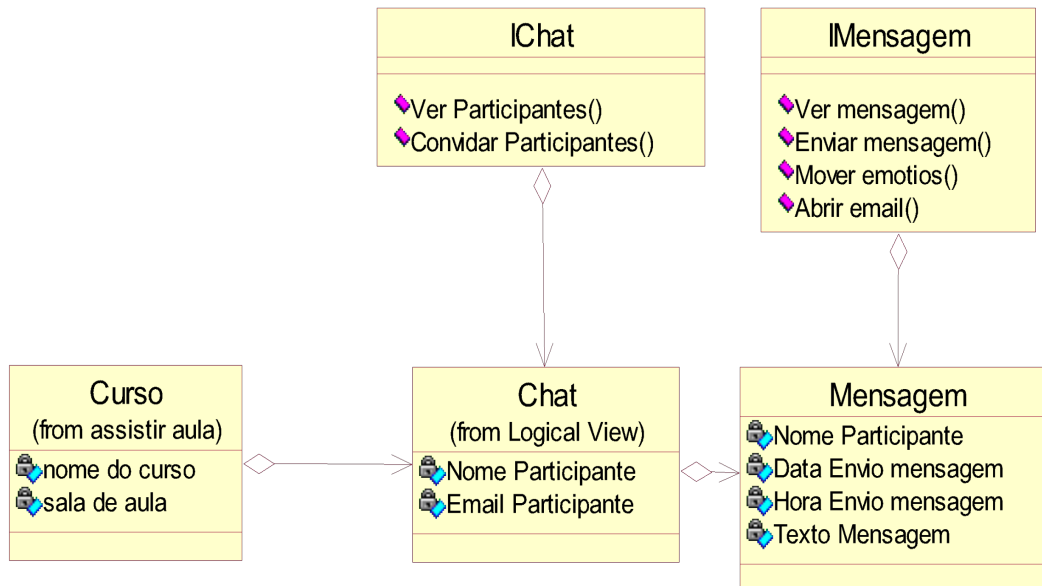 IChat
Ver Participantes()
Convidar Participantes()
IMensagem
Ver mensagem()
Enviar mensagem()
Mover emotios()
Abrir email()
Curso
(from assistir aula)
nome do curso
sala de aula
Chat
(from Logical View)
Nome Participante
Email Participante
Mensagem
Nome Participante
Data Envio mensagem
Hora Envio mensagem
Texto Mensagem